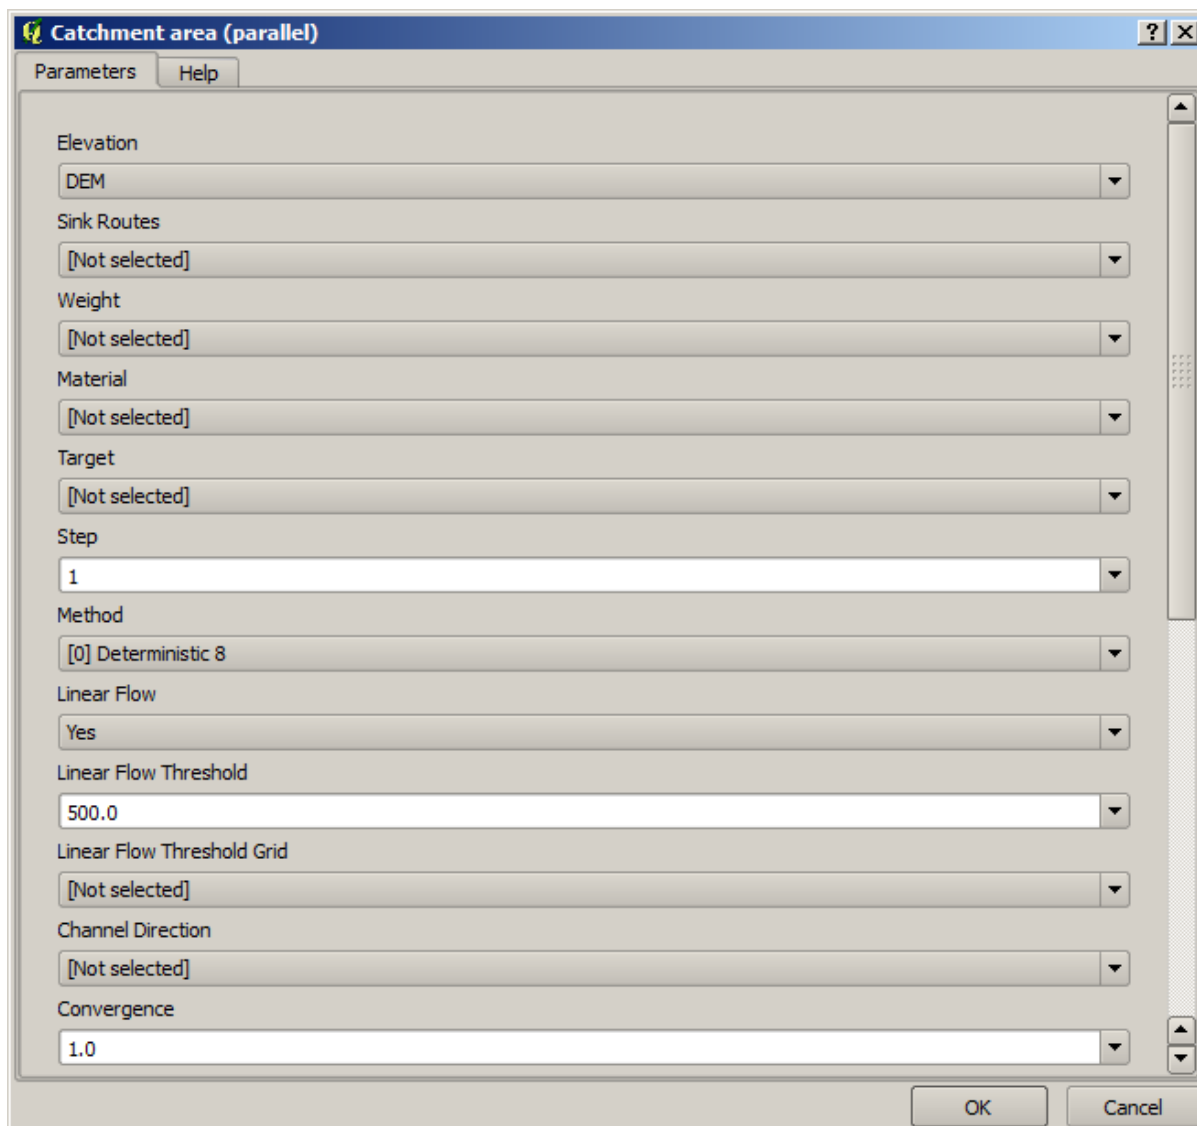 Catchment area (parallel)
Parameters Help
Elevation
DEM
Sink Routes
[Not selected]
Weight
[Not selected]
Material
[Not selected]
Target
[Not selected]
Step
1
Method
[0] Deterministic 8
Linear Flow
Yes
Linear Flow Threshold
500.0
Linear Flow Threshold Grid
[Not selected]
Channel Direction
[Not selected]
Convergence
1.0
OK Cancel